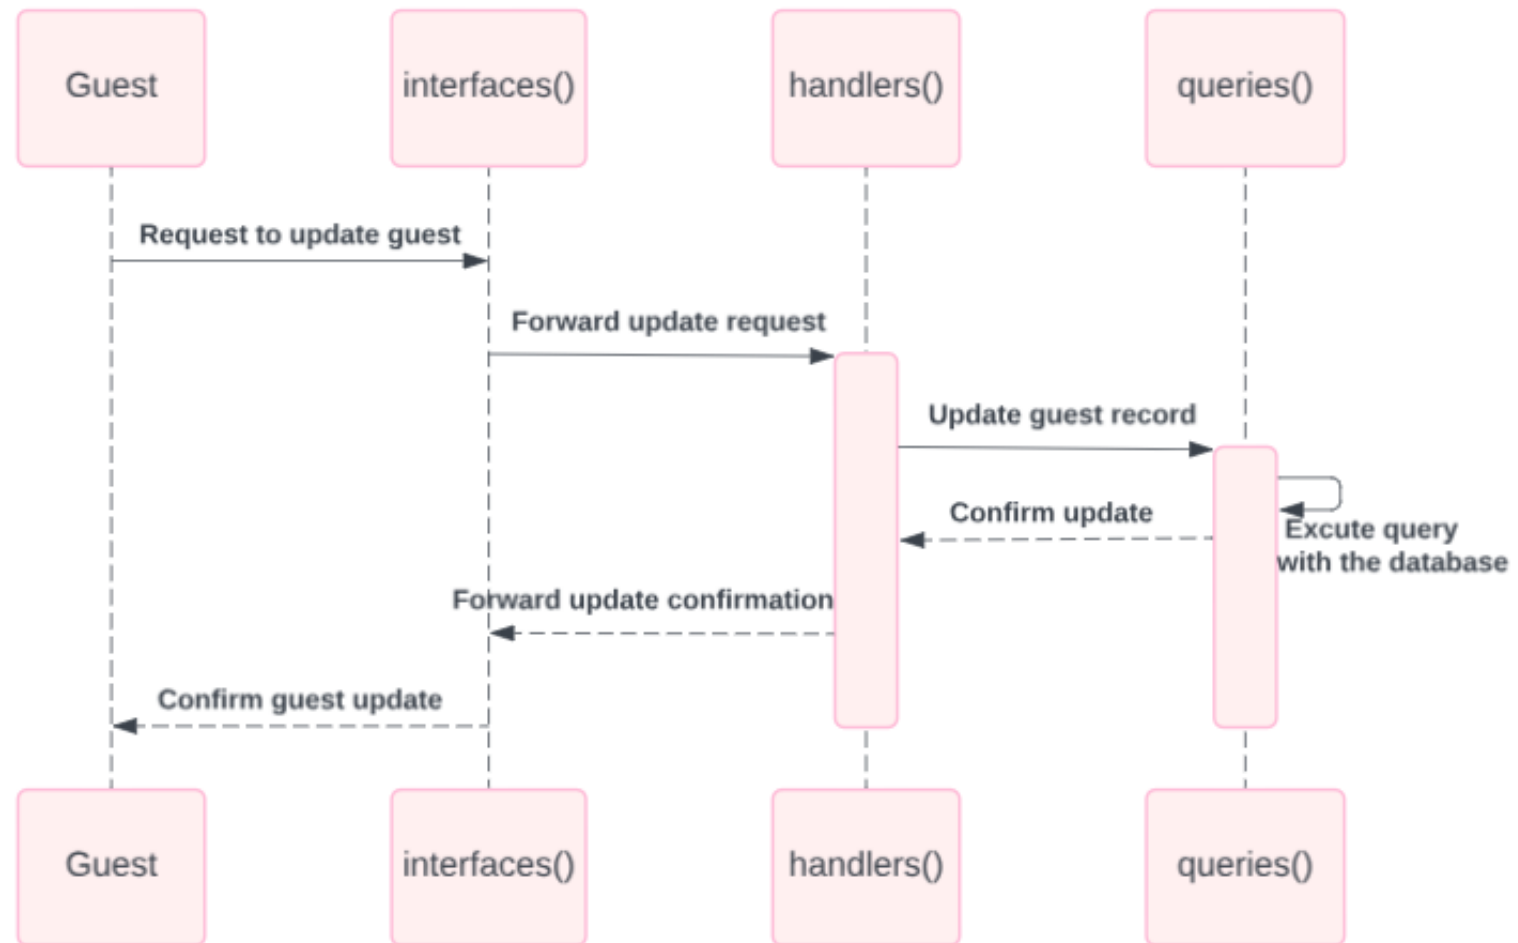 Guest
interfaces()
handlers()
queries()
Request to update guest
Forward update request
Update guest record
Confirm update
Excute query
with the database
Forward update confirmation
Confirm guest update
Guest
interfaces()
handlers()
queries()